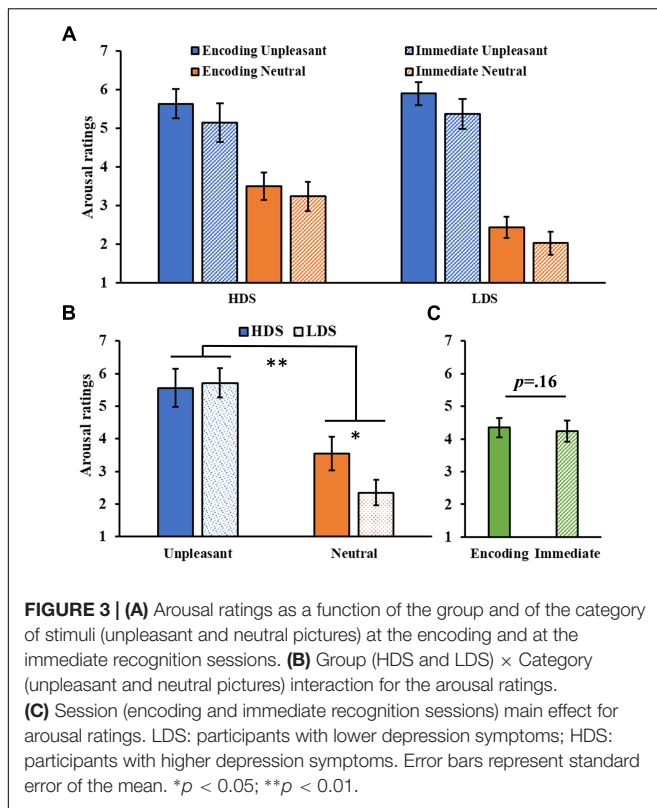 A
Encoding Unpleasant
Immediate Unpleasant
Encoding Neutral
Immediate Neutral
Arousal ratings
7
6
5
4
3
2
1
HDS
LDS
B
HDS
LDS
Arousal ratings
7
6
5
4
3
2
1
**
*
Unpleasant
Neutral
C
7
6
5
4
3
2
1
p=.16
Encoding Immediate
FIGURE 3 | (A) Arousal ratings as a function of the group and of the category
of stimuli (unpleasant and neutral pictures) at the encoding and at the
immediate recognition sessions. (B) Group (HDS and LDS) × Category
(unpleasant and neutral pictures) interaction for the arousal ratings.
(C) Session (encoding and immediate recognition sessions) main effect for
arousal ratings. LDS: participants with lower depression symptoms; HDS:
participants with higher depression symptoms. Error bars represent standard
error of the mean. *p < 0.05; **p < 0.01.